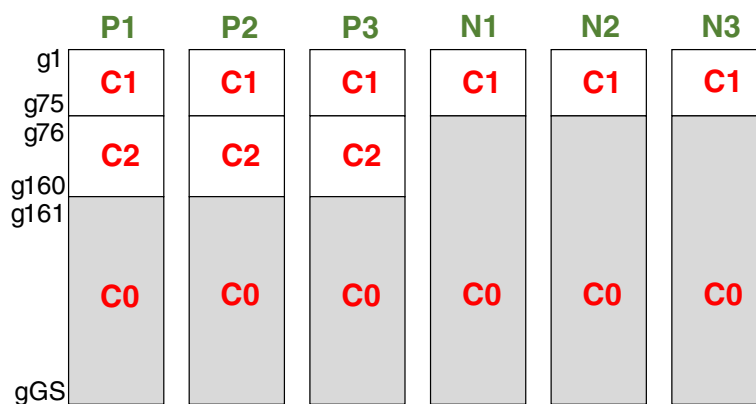 P1 P2 P3 N1 N2 N3
g1
C1 C1 C1 C1 C1 C1
g75
g76
C2 C2 C2
g160
g161
C0 C0 C0 C0 C0 C0
gGS